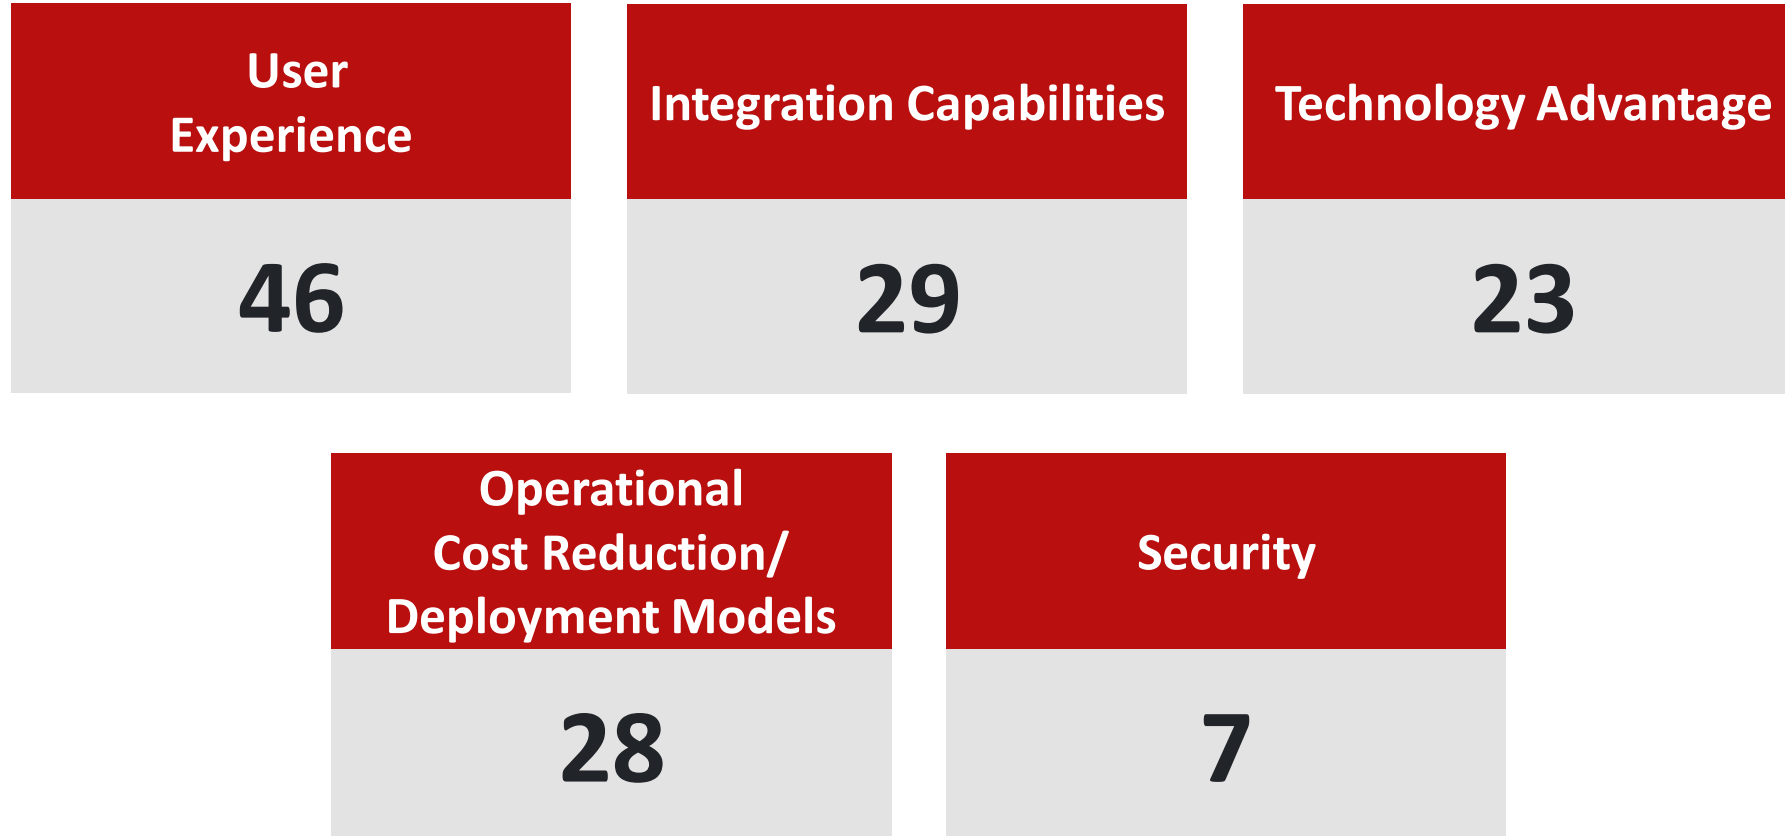 User
Experience
46
Integration Capabilities
29
Technology Advantage
23
Operational
Cost Reduction/
Deployment Models
28
Security
7